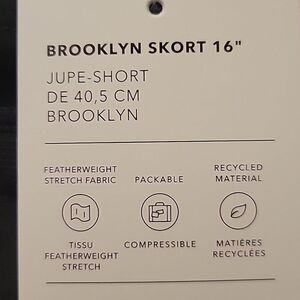 BROOKLYN SKORT 16"
JUPE-SHORT
DE 40,5 CM
BROOKLYN
FEATHERWEIGHT
STRETCH FABRIC
PACKABLE
RECYCLED
MATERIAL
TISSU
FEATHERWEIGHT
STRETCH
COMPRESSIBLE
MATIÈRES
RECYCLÉES